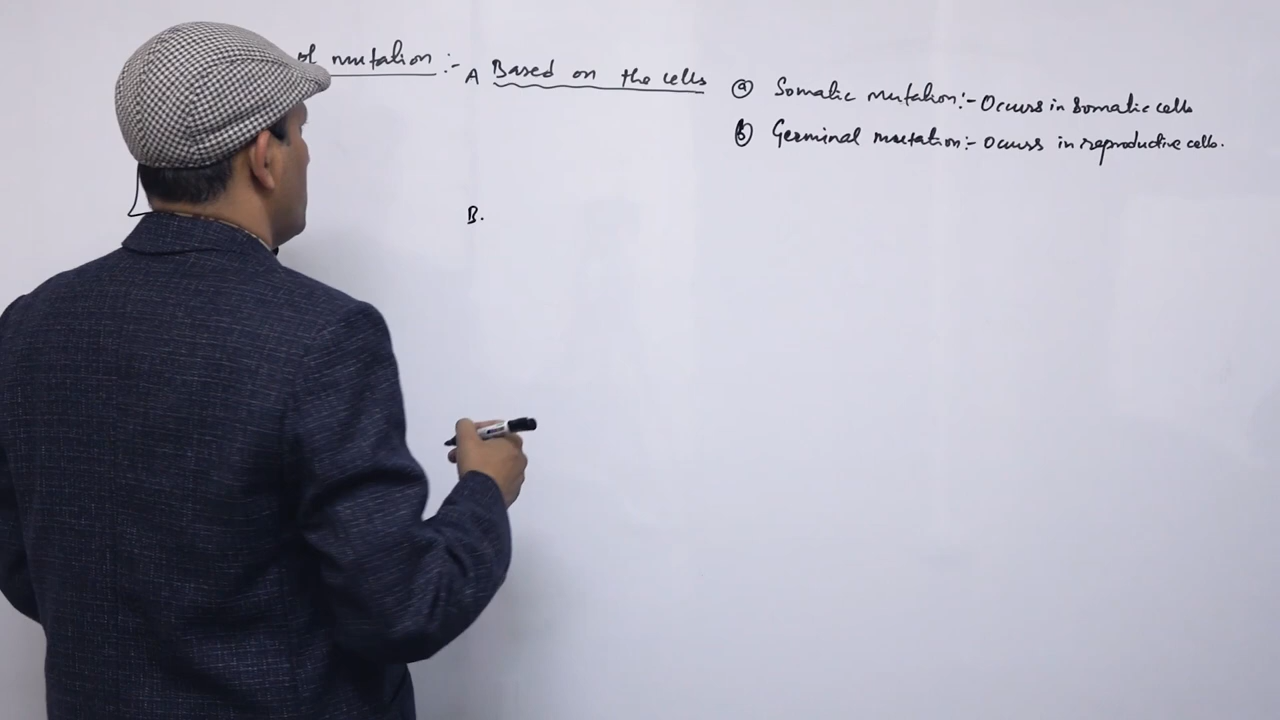 of mutation :- A Based on the cells ⓐ Somatic mutation:- Occurs in Somatic cells
ⓑ Germinal mutation:- Occurs in reproductive cells.
B.